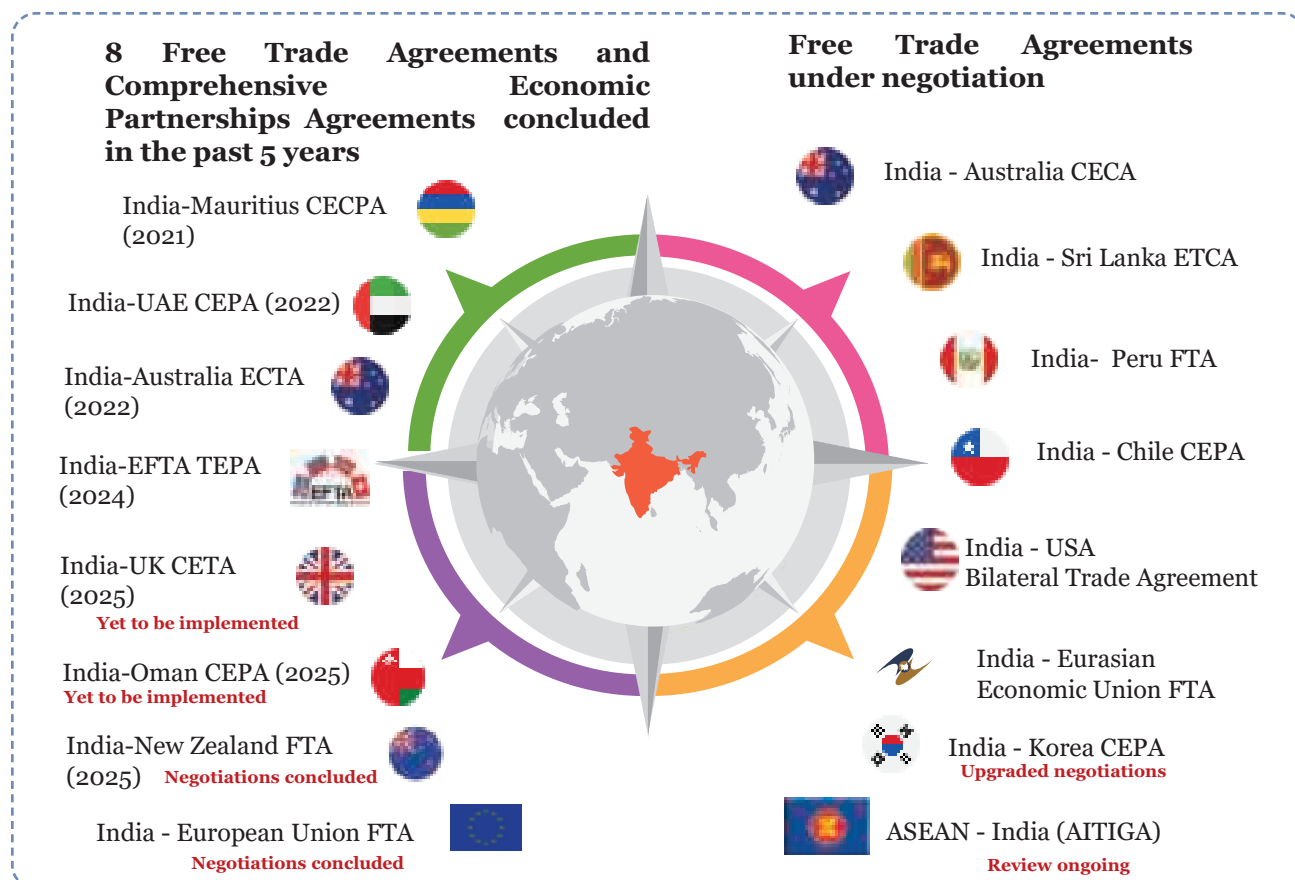 8 Free Trade Agreements and
Comprehensive Economic
Partnerships Agreements concluded
in the past 5 years
India-Mauritius CECPA
(2021)
India-UAE CEPA (2022)
India-Australia ECTA
(2022)
India-EFTA TEPA
(2024)
EFTA
India-UK CETA
(2025)
Yet to be implemented
India-Oman CEPA (2025)
Yet to be implemented
India-New Zealand FTA
(2025) Negotiations concluded
India - European Union FTA
Negotiations concluded
Free Trade Agreements
under negotiation
India - Australia CECA
India - Sri Lanka ETCA
India- Peru FTA
India - Chile CEPA
India - USA
Bilateral Trade Agreement
India - Eurasian
Economic Union FTA
India - Korea CEPA
Upgraded negotiations
ASEAN - India (AITIGA)
Review ongoing